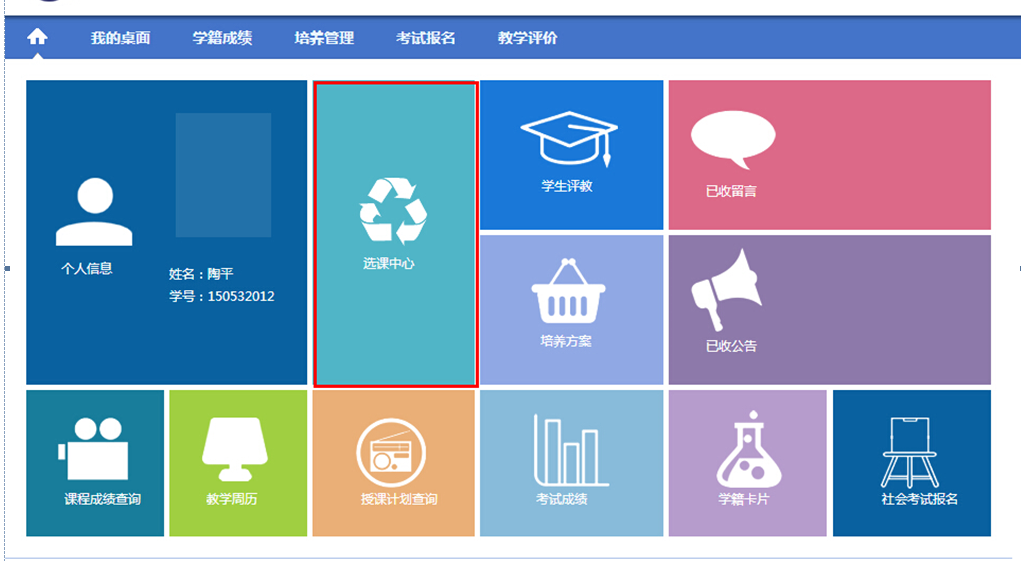 我的桌面
学籍成绩
培养管理
考试报名
教学评价
个人信息
姓名：陶平
学号：150532012
选课中心
学生评教
已收留言
培养方案
已收公告
课程成绩查询
教学周历
授课计划查询
考试成绩
学籍卡片
社会考试报名